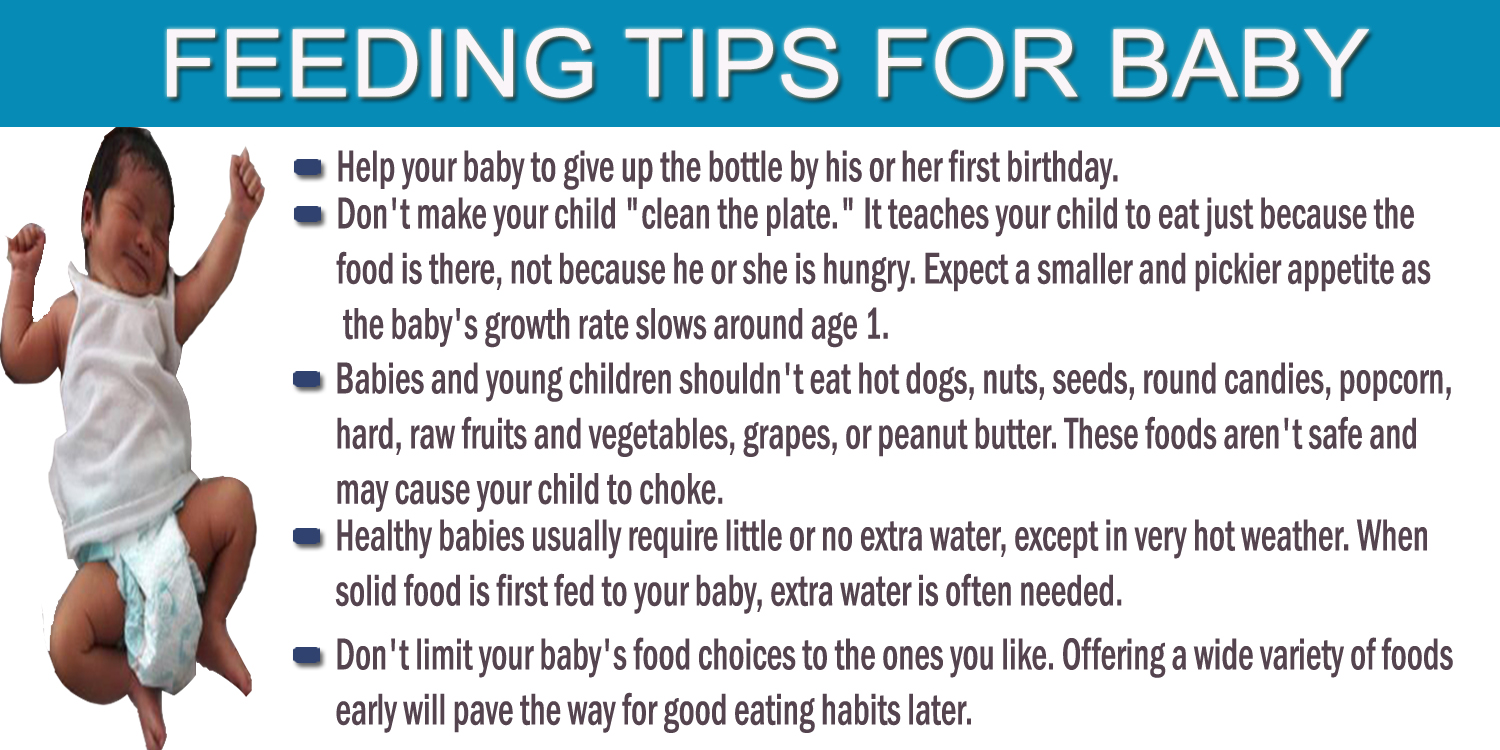 FEEDING TIPS FOR BABY
Help your baby to give up the bottle by his or her first birthday.
Don't make your child "clean the plate." It teaches your child to eat just because the
food is there, not because he or she is hungry. Expect a smaller and pickier appetite as
the baby's growth rate slows around age 1.
Babies and young children shouldn't eat hot dogs, nuts, seeds, round candies, popcorn,
hard, raw fruits and vegetables, grapes, or peanut butter. These foods aren't safe and
may cause your child to choke.
Healthy babies usually require little or no extra water, except in very hot weather. When
solid food is first fed to your baby, extra water is often needed.
Don't limit your baby's food choices to the ones you like. Offering a wide variety of foods
early will pave the way for good eating habits later.